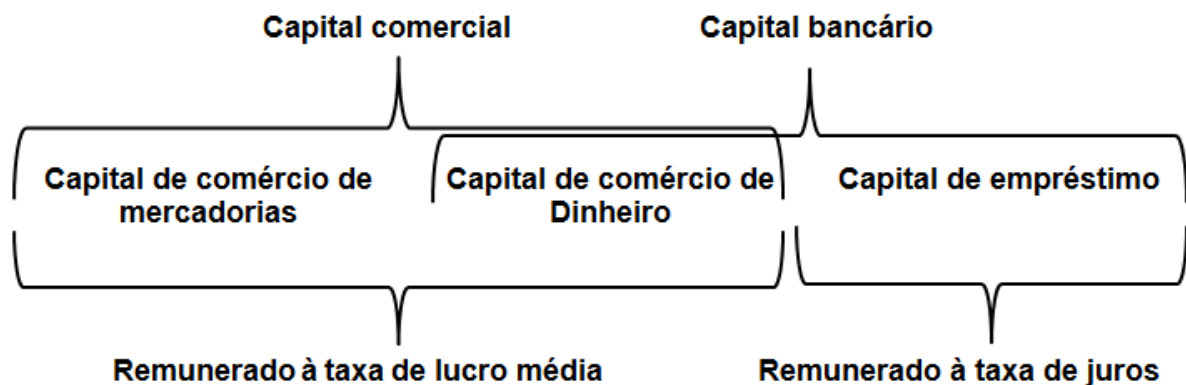 Capital comercial
Capital bancário
Capital de comércio de
mercadorias
Capital de comércio de
Dinheiro
Capital de empréstimo
Remunerado à taxa de lucro média
Remunerado à taxa de juros